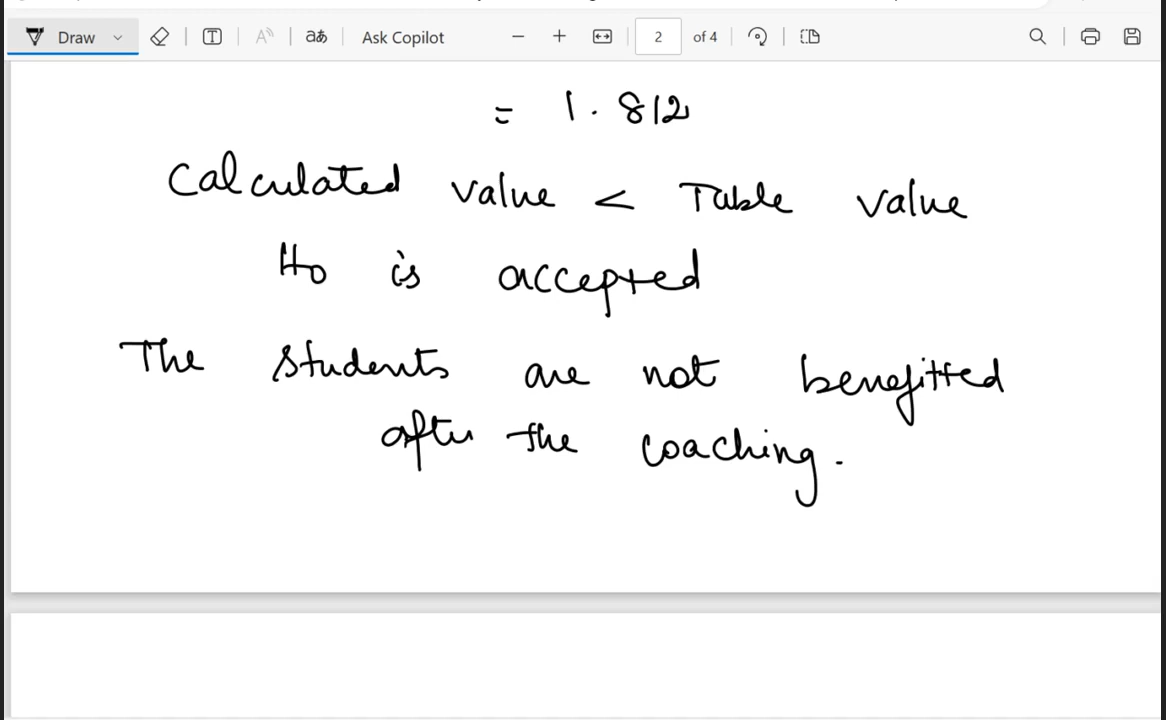 Draw Ask Copilot 2 of 4
= 1.812
Calculated value < Table value
H0 is accepted
The students are not benefitted
after the coaching.